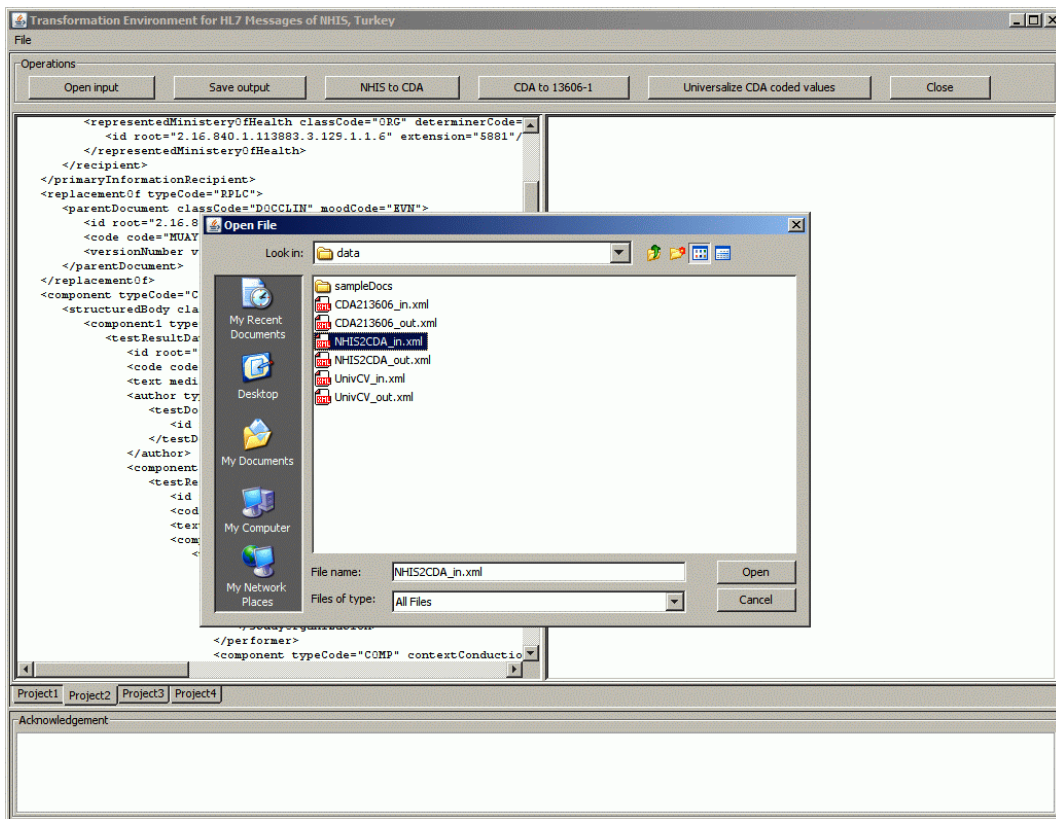 Transformation Environment for HL7 Messages of NHIS, Turkey
File
Operations
Open input
Save output
NHIS to CDA
CDA to 13606-1
Universalize CDA coded values
Close
<representedMinisteryOfHealth classCode="ORG" determinerCode=
<id root="2.16.840.1.113883.3.129.1.1.6" extension="5881"/
</representedMinisteryOfHealth>
</recipient>
</primaryInformationRecipient>
<replacementOf typeCode="RPLC">
<parentDocument classCode="DOCCLIN" moodCode="EVN">
<id root="2.16.8
<code code="MUAY
<versionNumber v
</parentDocument>
</replacementOf>
<component typeCode="C
<structuredBody cla
<component1 type
<testResultDa
<id root="
<code code
<text medi
<author ty
<testDo
<id
</testD
</author>
<component
<testRe
<id
<cod
<tex
<com
<
</performer>
<component typeCode="COMP" contextConductio
Open File
Look in:
data
My Recent
Documents
Desktop
My Documents
My Computer
My Network
Places
sampleDocs
CDA213606_in.xml
CDA213606_out.xml
NHIS2CDA_in.xml
NHIS2CDA_out.xml
UnivCV_in.xml
UnivCV_out.xml
File name:
NHIS2CDA_in.xml
Open
Files of type:
All Files
Cancel
Project1
Project2
Project3
Project4
Acknowledgement